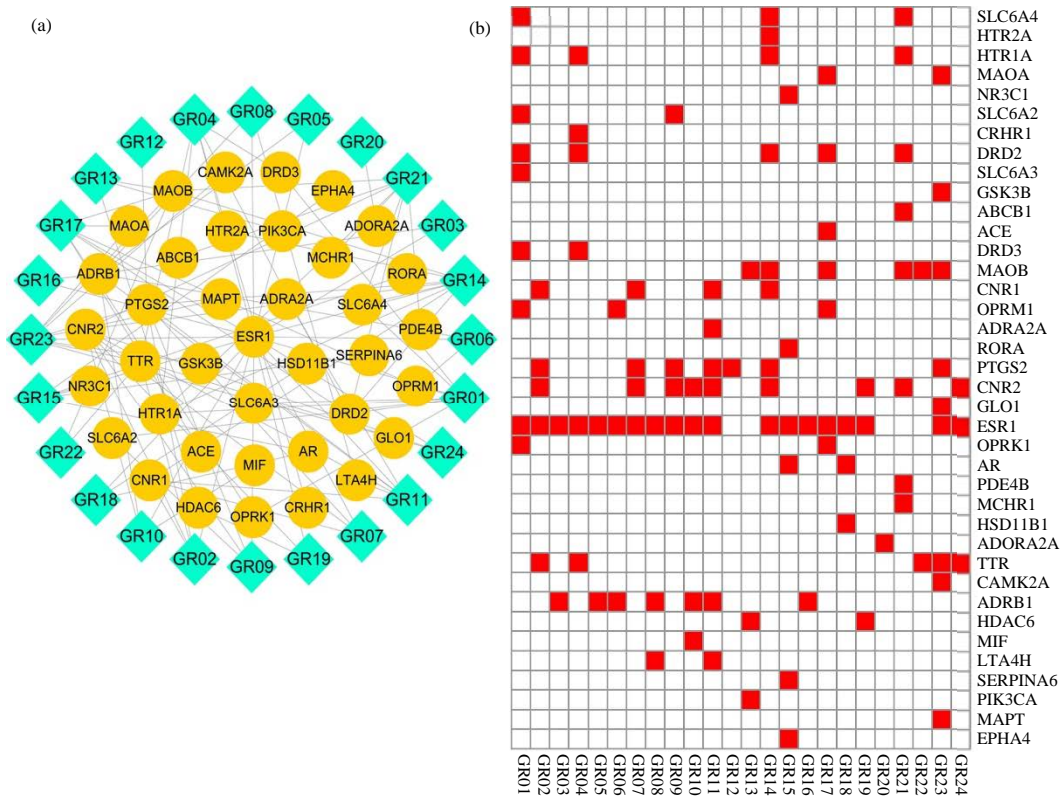 (a)
GR08
GR04
GR05
GR12
GR20
GR13
GR21
GR17
GR03
GR16
GR14
GR23
GR06
GR15
GR01
GR22
GR24
GR18
GR11
GR10
GR07
GR02
GR09
GR19
CAMK2A
DRD3
MAOB
EPHA4
MAOA
HTR2A
PIK3CA
ADORA2A
ABCB1
MCHR1
ADRB1
RORA
PTGS2
MAPT
ADRA2A
SLC6A4
CNR2
ESR1
PDE4B
TTR
GSK3B
HSD11B1
SERPINA6
NR3C1
OPRM1
SLC6A3
HTR1A
DRD2
SLC6A2
GLO1
ACE
MIF
AR
CNR1
LTA4H
HDAC6
OPRK1
CRHR1
(b)
SLC6A4
HTR2A
HTR1A
MAOA
NR3C1
SLC6A2
CRHR1
DRD2
SLC6A3
GSK3B
ABCB1
ACE
DRD3
MAOB
CNR1
OPRM1
ADRA2A
RORA
PTGS2
CNR2
GLO1
ESR1
OPRK1
AR
PDE4B
MCHR1
HSD11B1
ADORA2A
TTR
CAMK2A
ADRB1
HDAC6
MIF
LTA4H
SERPINA6
PIK3CA
MAPT
EPHA4
GR01
GR02
GR03
GR04
GR05
GR06
GR07
GR08
GR09
GR10
GR11
GR12
GR13
GR14
GR15
GR16
GR17
GR18
GR19
GR20
GR21
GR22
GR23
GR24